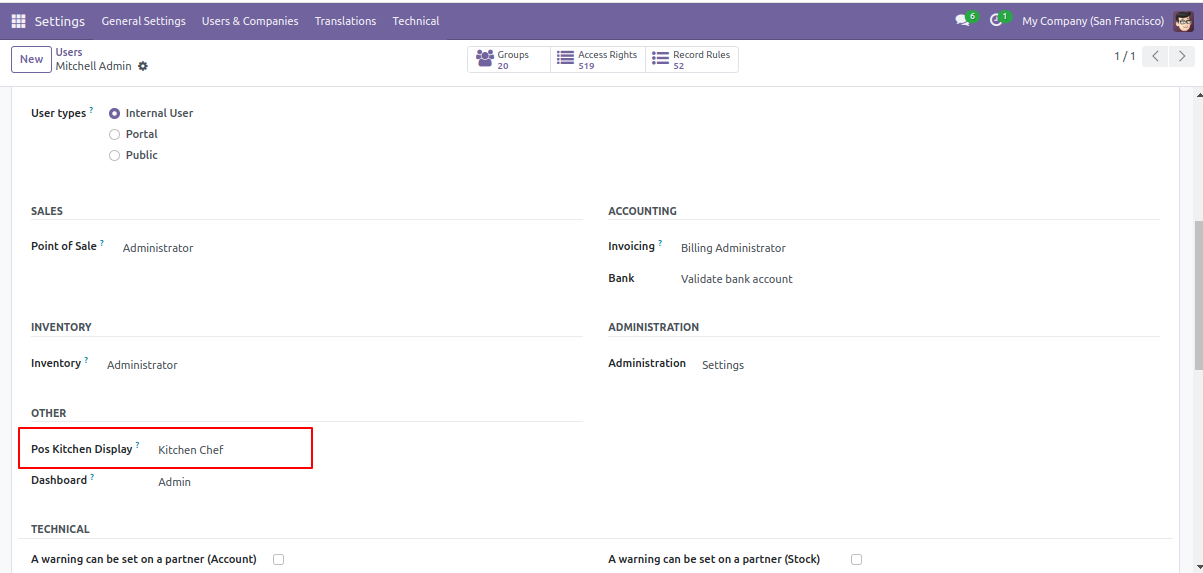 Settings General Settings Users & Companies Translations Technical 6 1 My Company (San Francisco)
New Users Groups Access Rights Record Rules 1 / 1
Mitchell Admin 20 519 52
User types ? Internal User
Portal
Public
SALES ACCOUNTING
Point of Sale ? Administrator Invoicing ? Billing Administrator
Bank Validate bank account
INVENTORY ADMINISTRATION
Inventory ? Administrator Administration Settings
OTHER
Pos Kitchen Display ? Kitchen Chef
Dashboard ? Admin
TECHNICAL
A warning can be set on a partner (Account) A warning can be set on a partner (Stock)